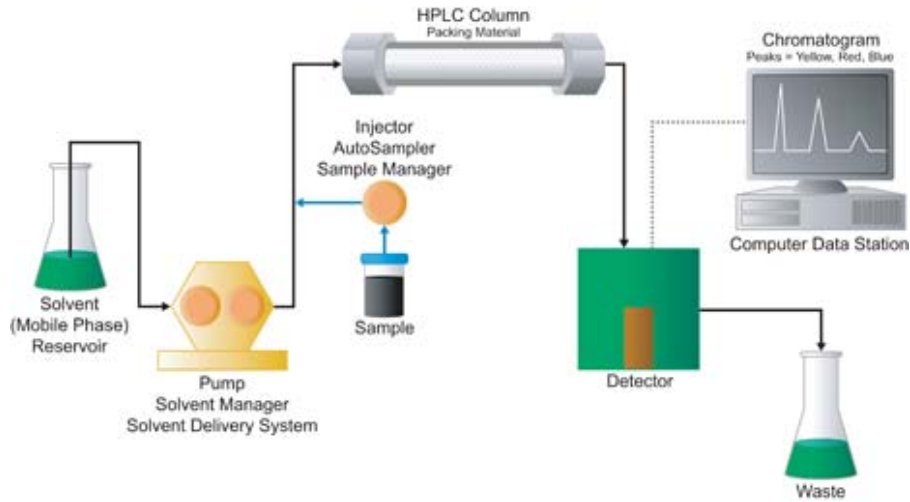 HPLC Column
Packing Material
Chromatogram
Peaks = Yellow, Red, Blue
Injector
AutoSampler
Sample Manager
Computer Data Station
Solvent
(Mobile Phase)
Reservoir
Sample
Pump
Solvent Manager
Solvent Delivery System
Detector
Waste